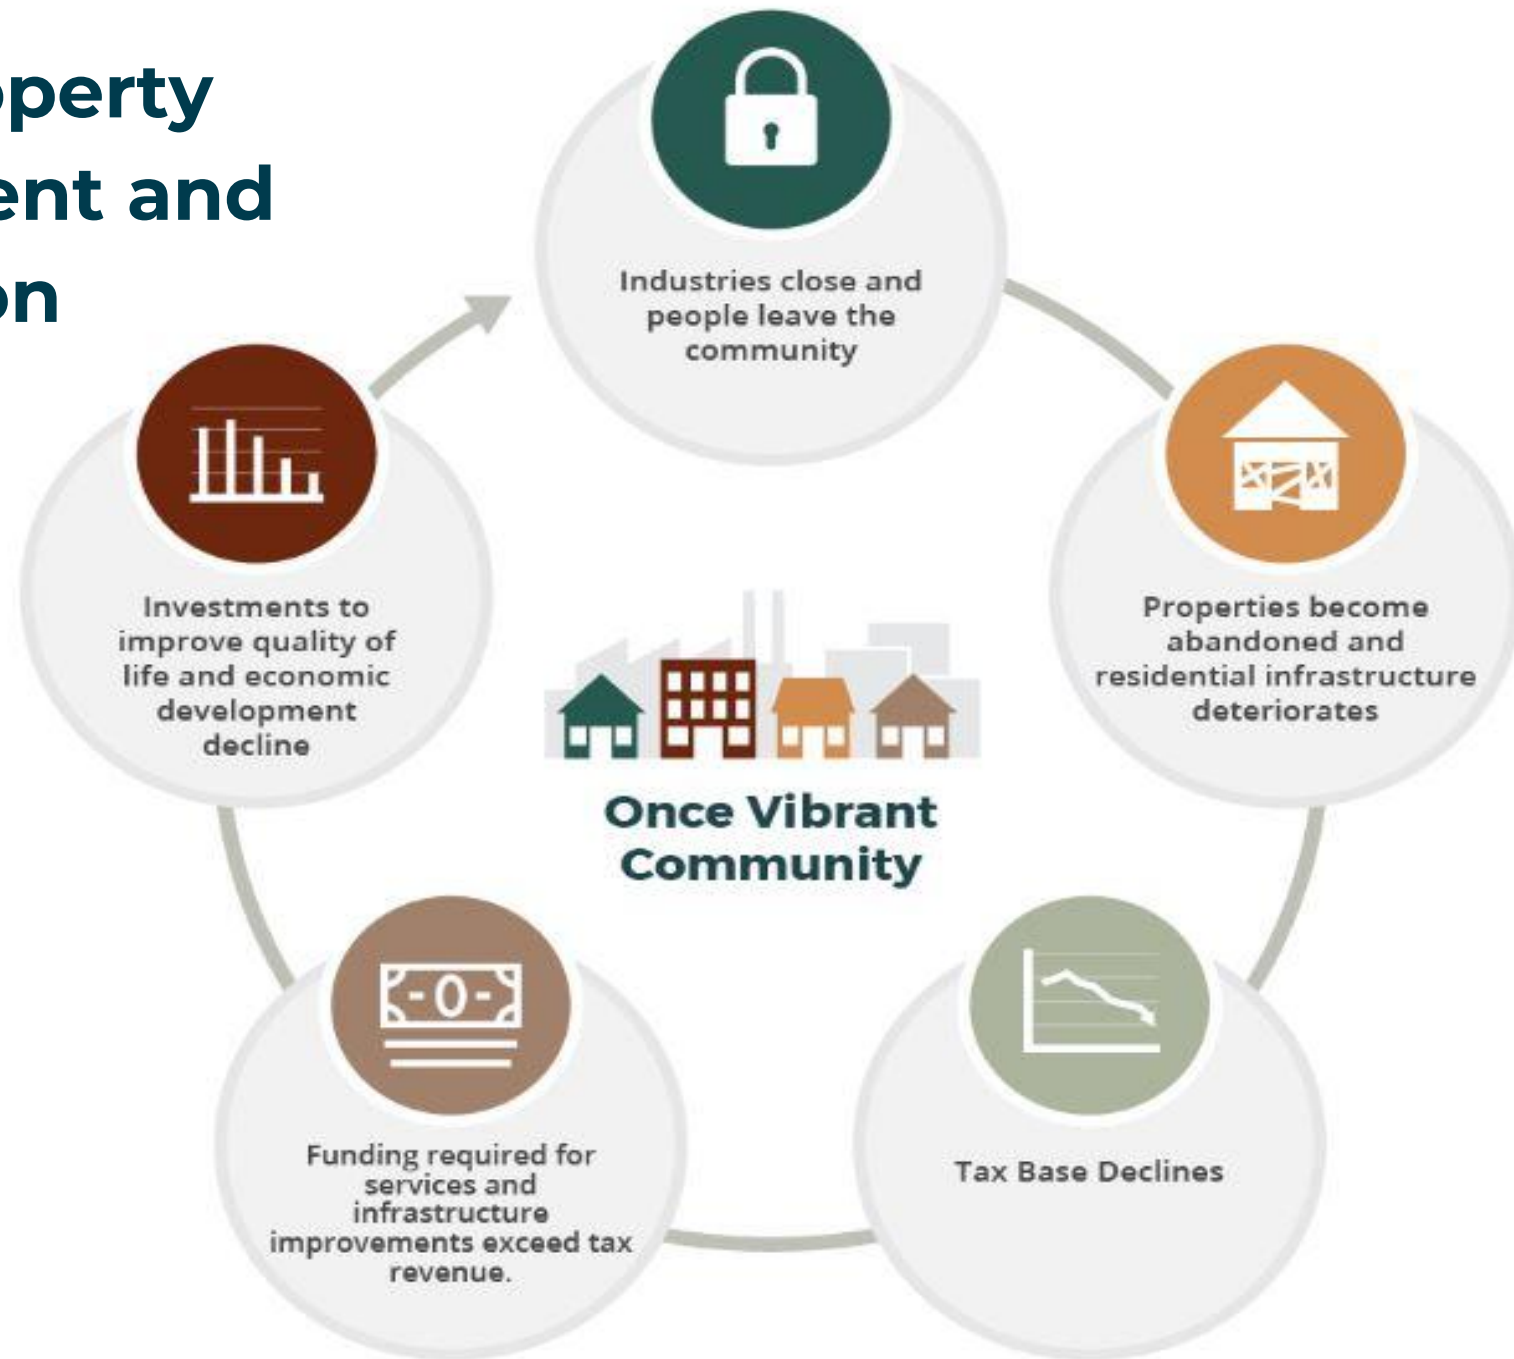 operty
ent and
on
Industries close and
people leave the
community
Properties become
abandoned and
residential infrastructure
deteriorates
Tax Base Declines
Funding required for
services and
infrastructure
improvements exceed tax
revenue.
Investments to
improve quality of
life and economic
development
decline
Once Vibrant
Community